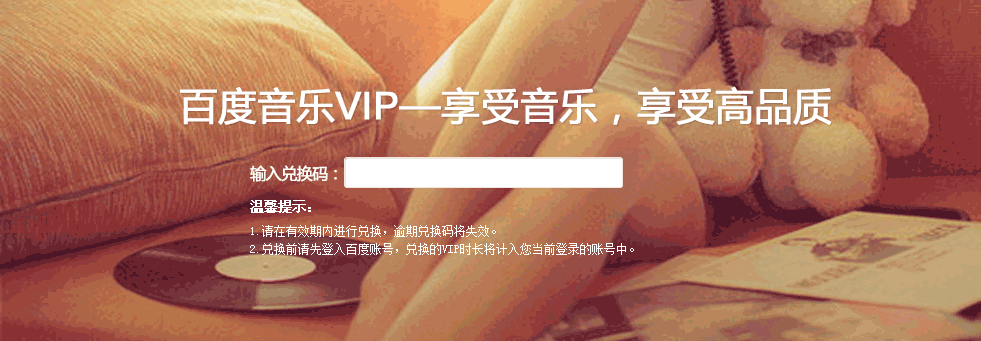 百度音乐VIP—享受音乐，享受高品质
输入兑换码：
温馨提示：
1. 请在有效期内进行兑换，逾期兑换码将失效。
2. 兑换前请先登入百度账号，兑换的VIP时长将计入您当前登录的账号中。